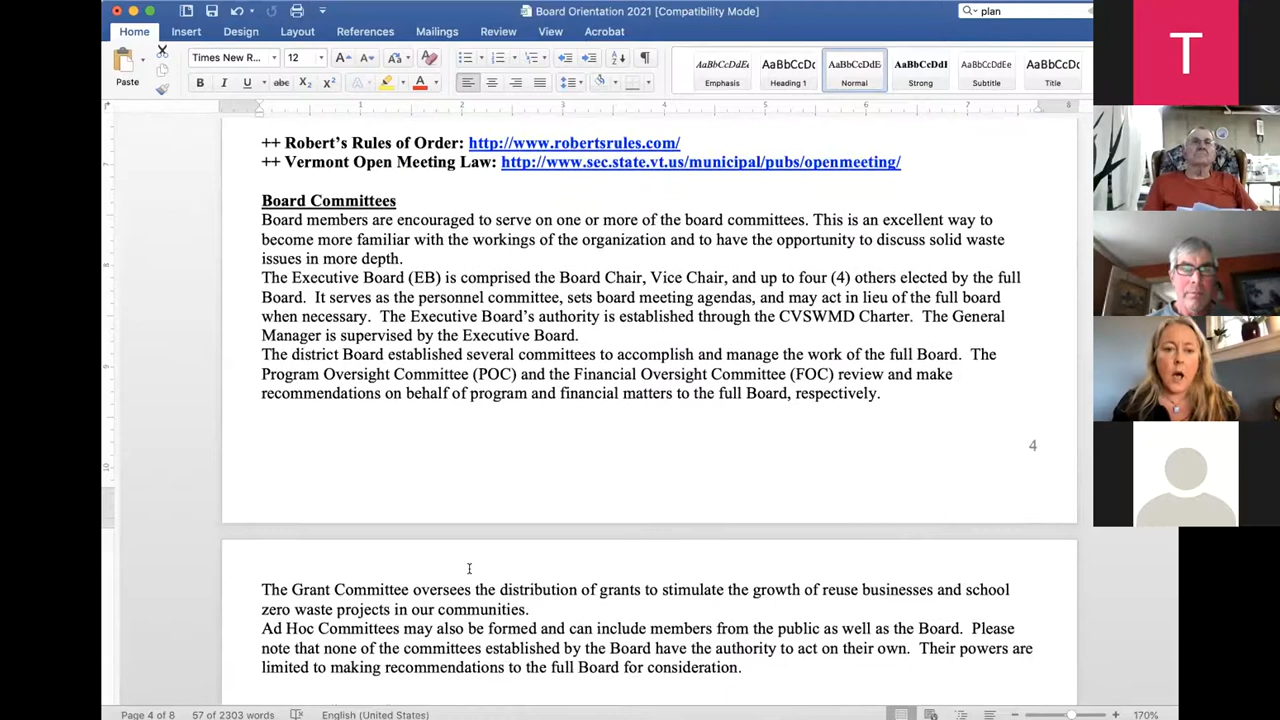 Board Orientation 2021 [Compatibility Mode]
plan
Home Insert Design Layout References Mailings Review View Acrobat
Paste
Times New R... 12
B I U abc X₂ X²
AaBbCcDdEe Emphasis
AaBbCcDc Heading 1
AaBbCcDdE Normal
AaBbCcDdI Strong
AaBbCcDdEe Subtitle
AaBbCcDc Title
1 2 3 4 5 6 7 8
++ Robert's Rules of Order: http://www.robertsrules.com/
++ Vermont Open Meeting Law: http://www.sec.state.vt.us/municipal/pubs/openmeeting/
Board Committees
Board members are encouraged to serve on one or more of the board committees. This is an excellent way to
become more familiar with the workings of the organization and to have the opportunity to discuss solid waste
issues in more depth.
The Executive Board (EB) is comprised the Board Chair, Vice Chair, and up to four (4) others elected by the full
Board. It serves as the personnel committee, sets board meeting agendas, and may act in lieu of the full board
when necessary. The Executive Board's authority is established through the CVSWMD Charter. The General
Manager is supervised by the Executive Board.
The district Board established several committees to accomplish and manage the work of the full Board. The
Program Oversight Committee (POC) and the Financial Oversight Committee (FOC) review and make
recommendations on behalf of program and financial matters to the full Board, respectively.
4
The Grant Committee oversees the distribution of grants to stimulate the growth of reuse businesses and school
zero waste projects in our communities.
Ad Hoc Committees may also be formed and can include members from the public as well as the Board. Please
note that none of the committees established by the Board have the authority to act on their own. Their powers are
limited to making recommendations to the full Board for consideration.
Page 4 of 8 57 of 2303 words English (United States) 170%
T